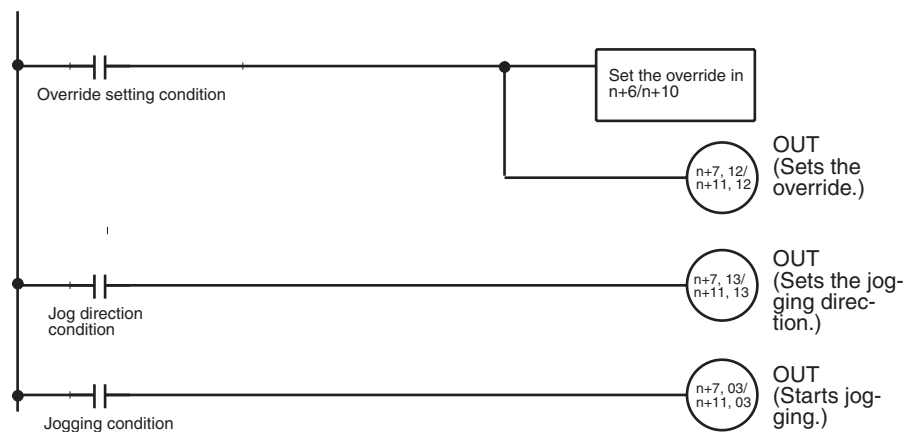 Override setting condition
Set the override in
n+6/n+10
n+7, 12/
n+11, 12
OUT
(Sets the
override.)
Jog direction
condition
n+7, 13/
n+11, 13
OUT
(Sets the jog-
ging direc-
tion.)
Jogging condition
n+7, 03/
n+11, 03
OUT
(Starts jog-
ging.)